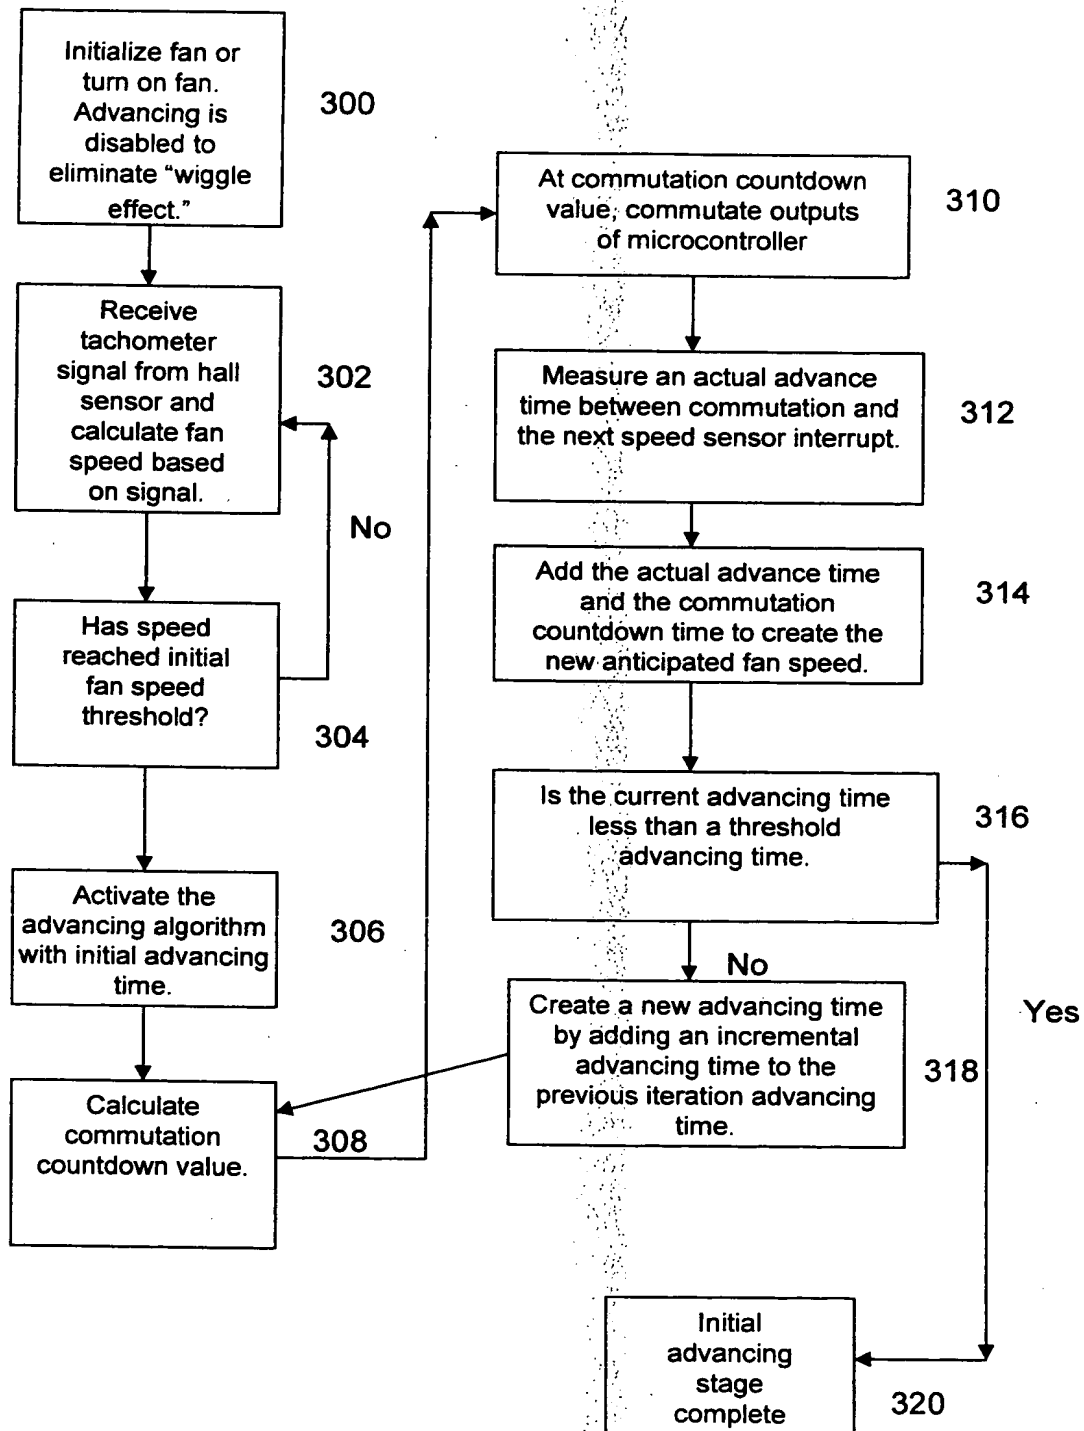 Initialize fan or
turn on fan.
Advancing is
disabled to
eliminate “wiggle
effect.”
300
Receive
tachometer
signal from hall
sensor and
calculate fan
speed based
on signal.
302
No
Has speed
reached initial
fan speed
threshold?
304
Activate the
advancing algorithm
with initial advancing
time.
306
Calculate
commutation
countdown value.
308
At commutation countdown
value, commutate outputs
of microcontroller
310
Measure an actual advance
time between commutation and
the next speed sensor interrupt.
312
Add the actual advance time
and the commutation
countdown time to create the
new anticipated fan speed.
314
Is the current advancing time
less than a threshold
advancing time.
316
No
Yes
Create a new advancing time
by adding an incremental
advancing time to the
previous iteration advancing
time.
318
Initial
advancing
stage
complete
320